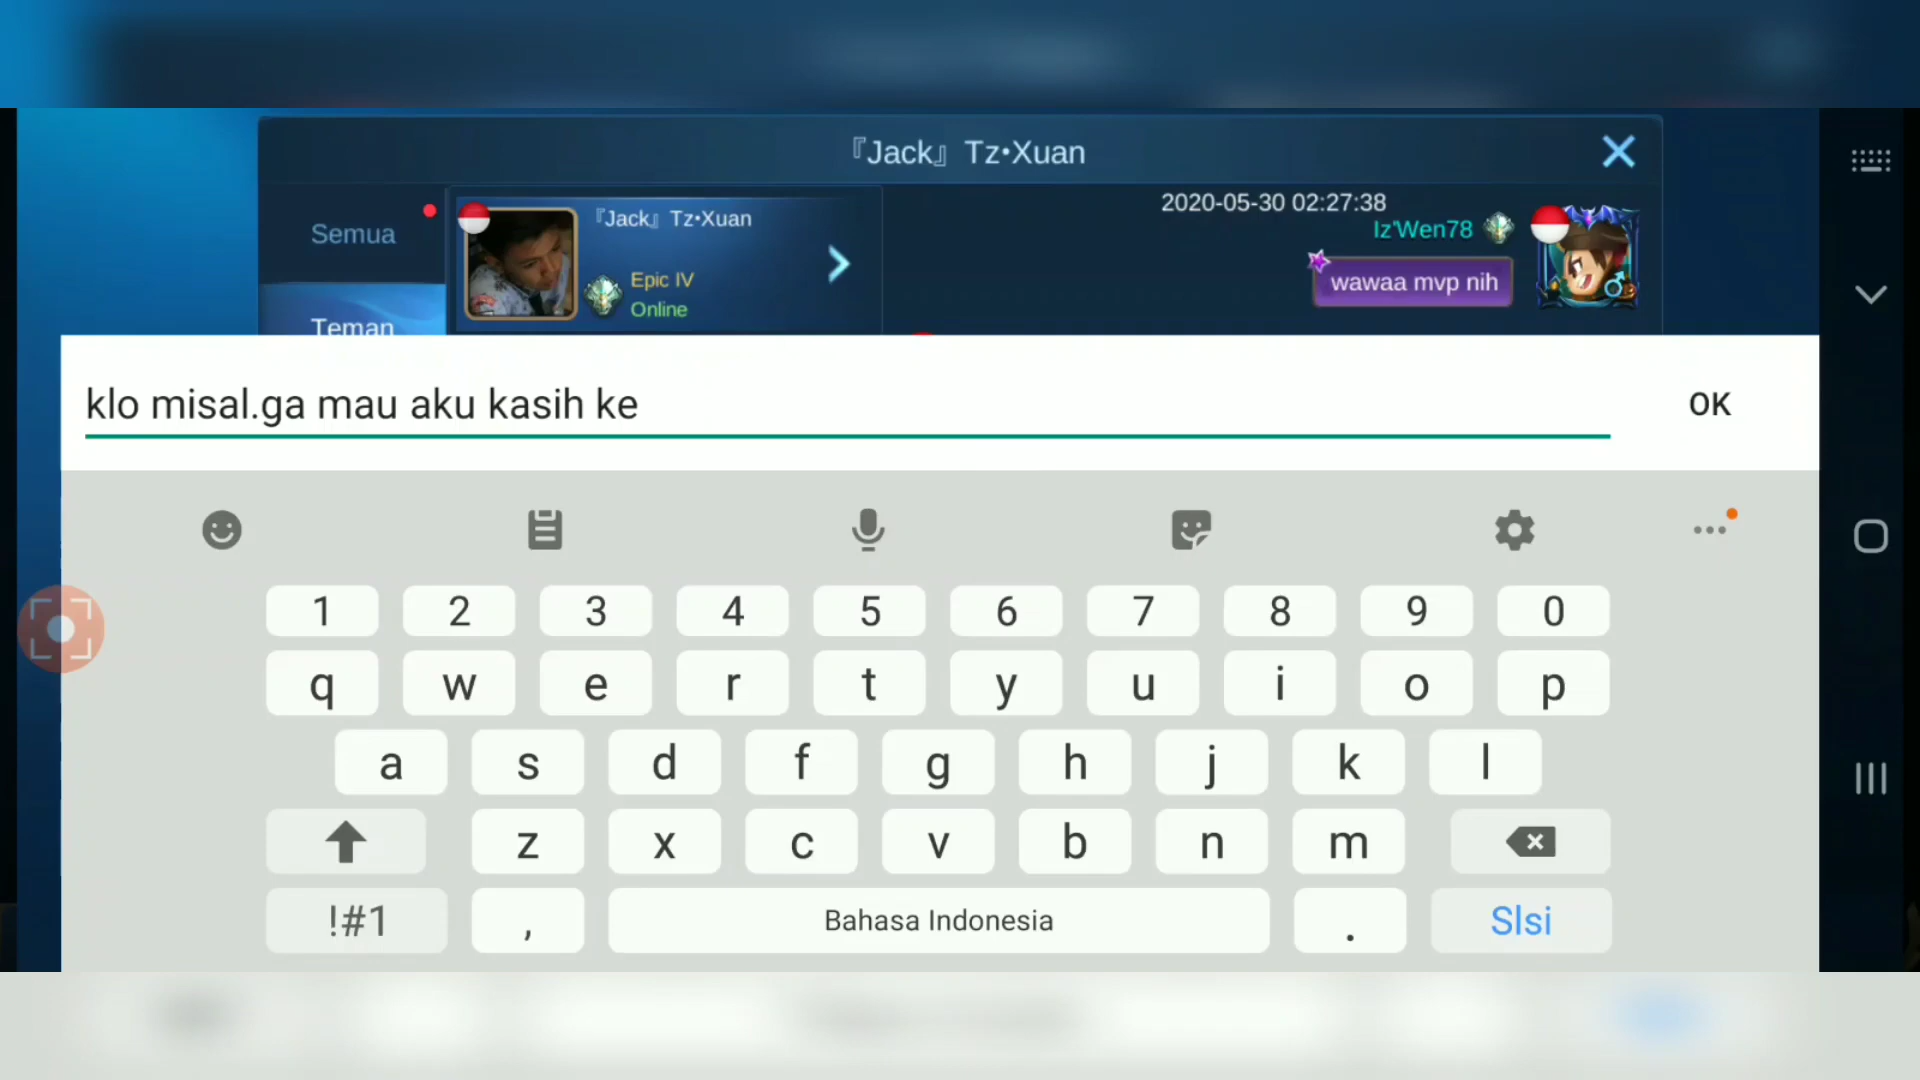 『Jack』 Tz•Xuan
Semua
『Jack』 Tz•Xuan
Epic IV
Online
Teman
2020-05-30 02:27:38
Iz'Wen78
wawaa mvp nih
klo misal.ga mau aku kasih ke
OK
1 2 3 4 5 6 7 8 9 0
q w e r t y u i o p
a s d f g h j k l
z x c v b n m
!#1 , Bahasa Indonesia . Slsi